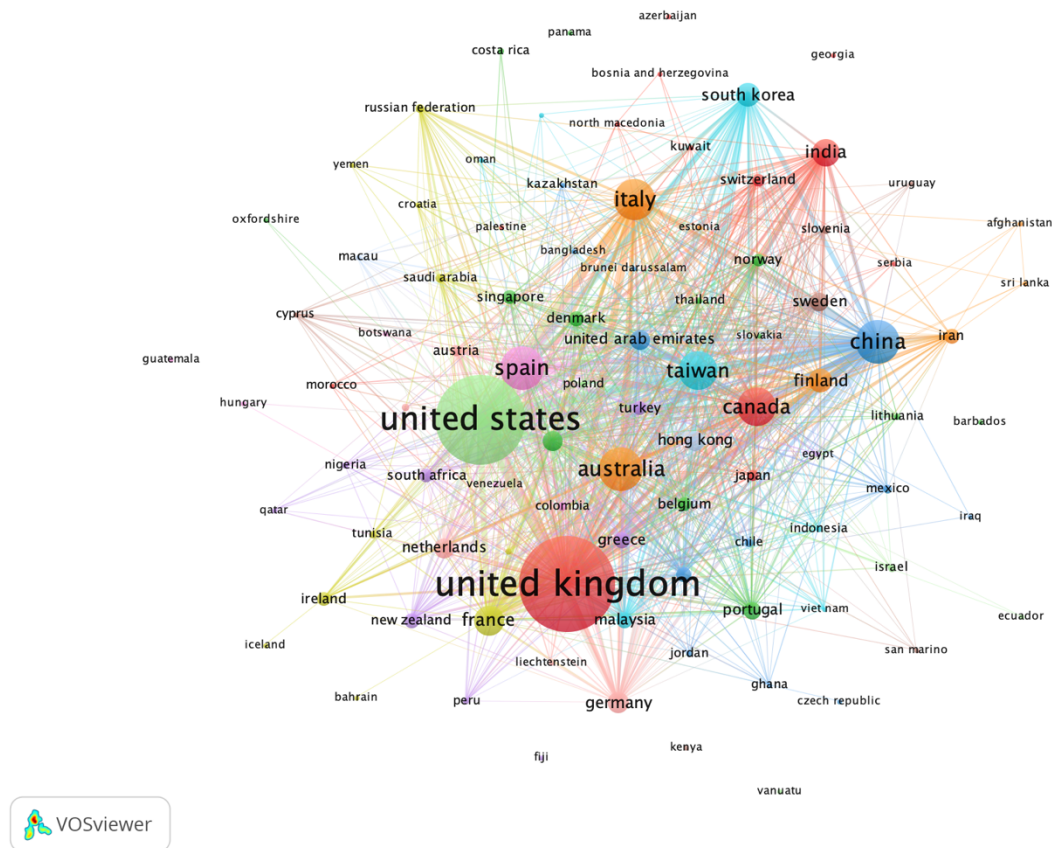 azerbaijan
panama
costa rica
georgia
bosnia and herzegovina
south korea
russian federation
north macedonia
kuwait
india
yemen
oman
switzerland
kazakhstan
uruguay
italy
croatia
oxfordshire
palestine
estonia
slovenia
afghanistan
bangladesh
macau
norway
serbia
brunei darussalam
saudi arabia
sri lanka
singapore
thailand
sweden
cyprus
denmark
botswana
united arab emirates
slovakia
china
iran
austria
guatemala
spain
taiwan
morocco
poland
finland
hungary
turkey
canada
lithuania
united states
barbados
hong kong
egypt
nigeria
australia
south africa
japan
venezuela
mexico
qatar
colombia
belgium
iraq
tunisia
indonesia
netherlands
greece
chile
israel
united kingdom
ireland
portugal
viet nam
ecuador
new zealand
france
malaysia
iceland
san marino
liechtenstein
jordan
ghana
bahrain
peru
germany
czech republic
kenya
fiji
vanuatu
VOSviewer